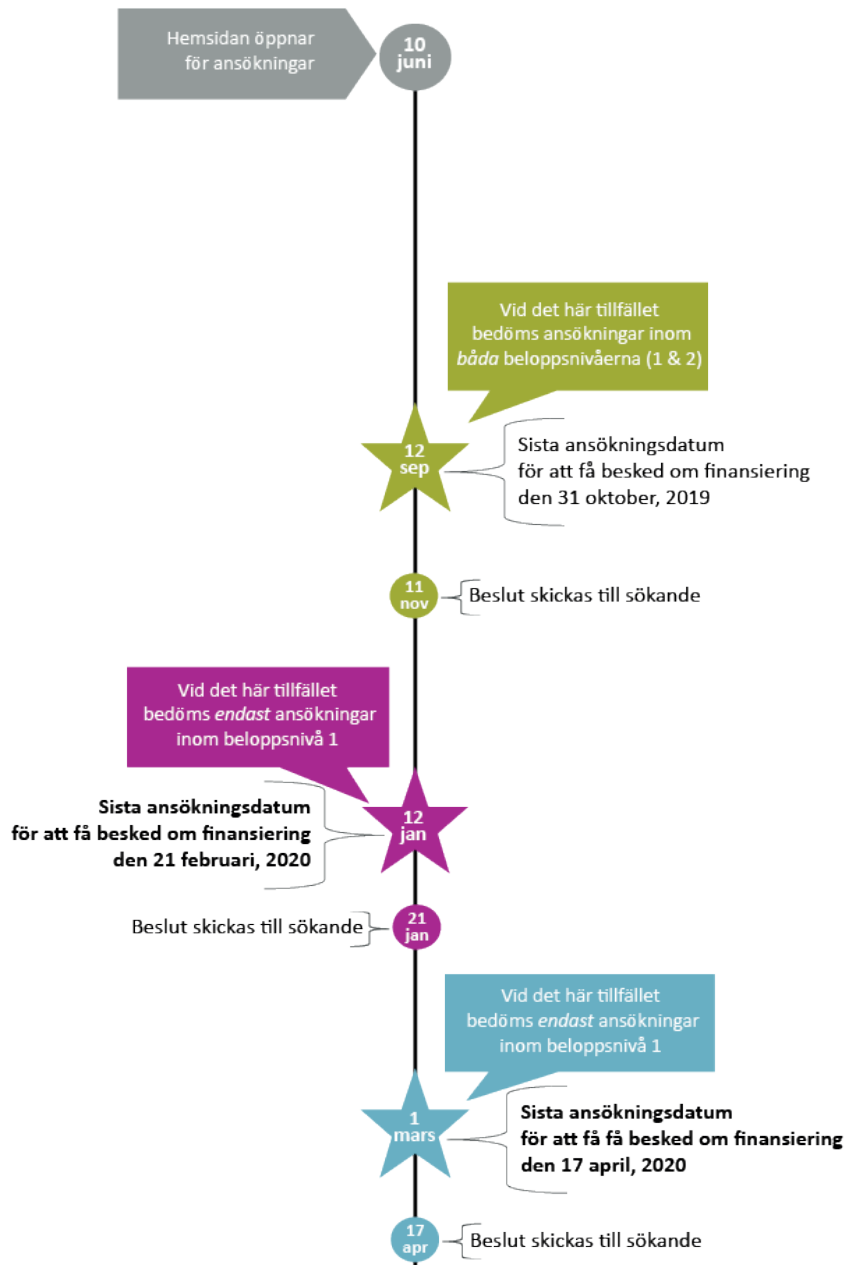 Hemsidan öppnar
för ansökningar
10
juni
Vid det här tillfället
bedöms ansökningar inom
båda beloppsnivåerna (1 & 2)
12
sep
Sista ansökningsdatum
för att få besked om finansiering
den 31 oktober, 2019
11
nov
Beslut skickas till sökande
Vid det här tillfället
bedöms endast ansökningar
inom beloppsnivå 1
Sista ansökningsdatum
för att få besked om finansiering
den 21 februari, 2020
12
jan
Beslut skickas till sökande
21
jan
Vid det här tillfället
bedöms endast ansökningar
inom beloppsnivå 1
1
mars
Sista ansökningsdatum
för att få få besked om finansiering
den 17 april, 2020
17
apr
Beslut skickas till sökande